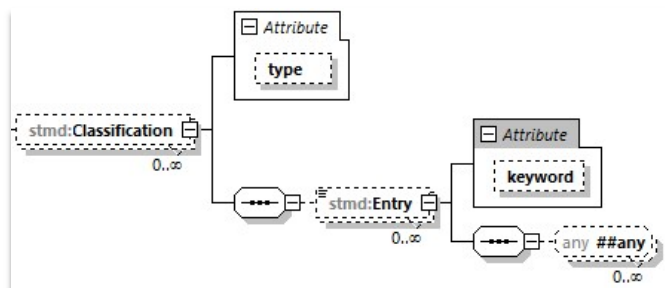 Attribute
type
stmd:Classification
0..∞
Attribute
keyword
stmd:Entry
0..∞
any ##any
0..∞